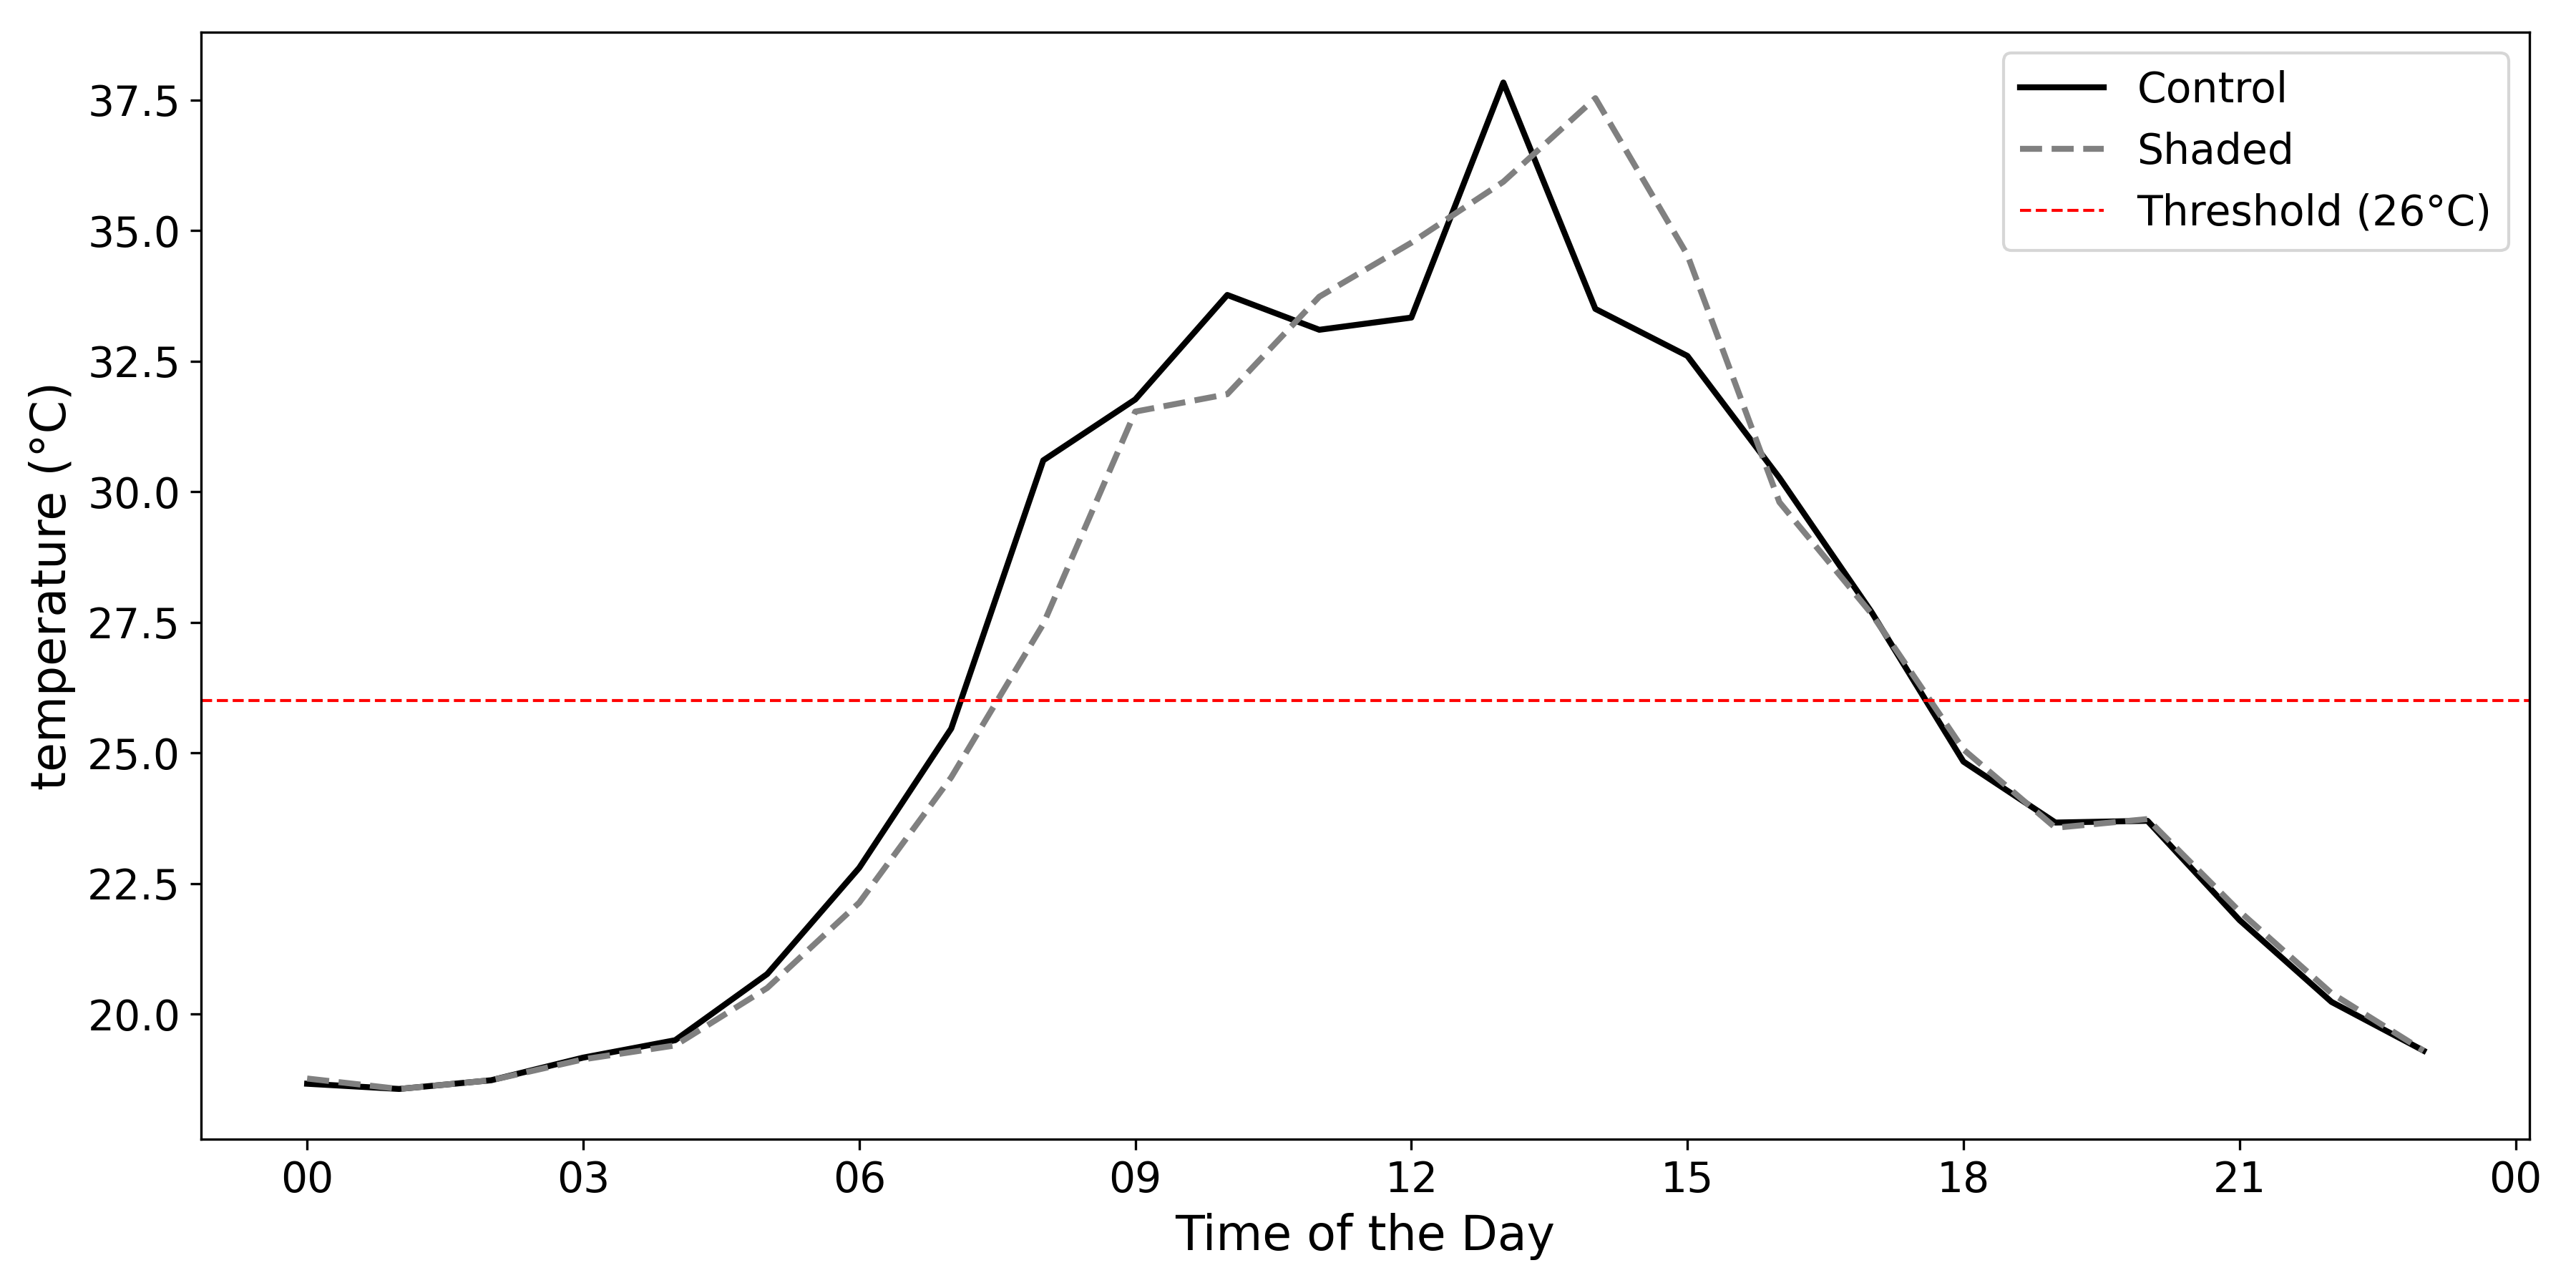 Control
Shaded
Threshold (26°C)
temperature (°C)
37.5
35.0
32.5
30.0
27.5
25.0
22.5
20.0
00 03 06 09 12 15 18 21 00
Time of the Day